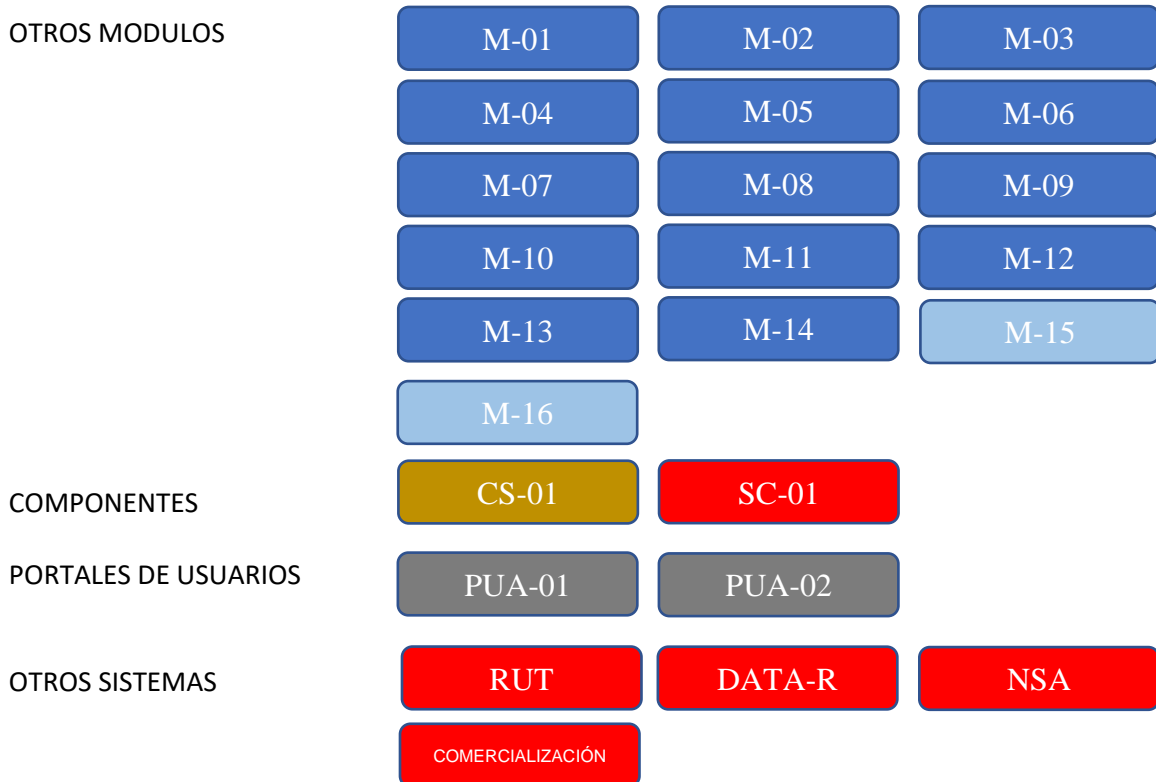 OTROS MODULOS
M-01 M-02 M-03
M-04 M-05 M-06
M-07 M-08 M-09
M-10 M-11 M-12
M-13 M-14 M-15
M-16
COMPONENTES
CS-01 SC-01
PORTALES DE USUARIOS
PUA-01 PUA-02
OTROS SISTEMAS
RUT DATA-R NSA
COMERCIALIZACIÓN